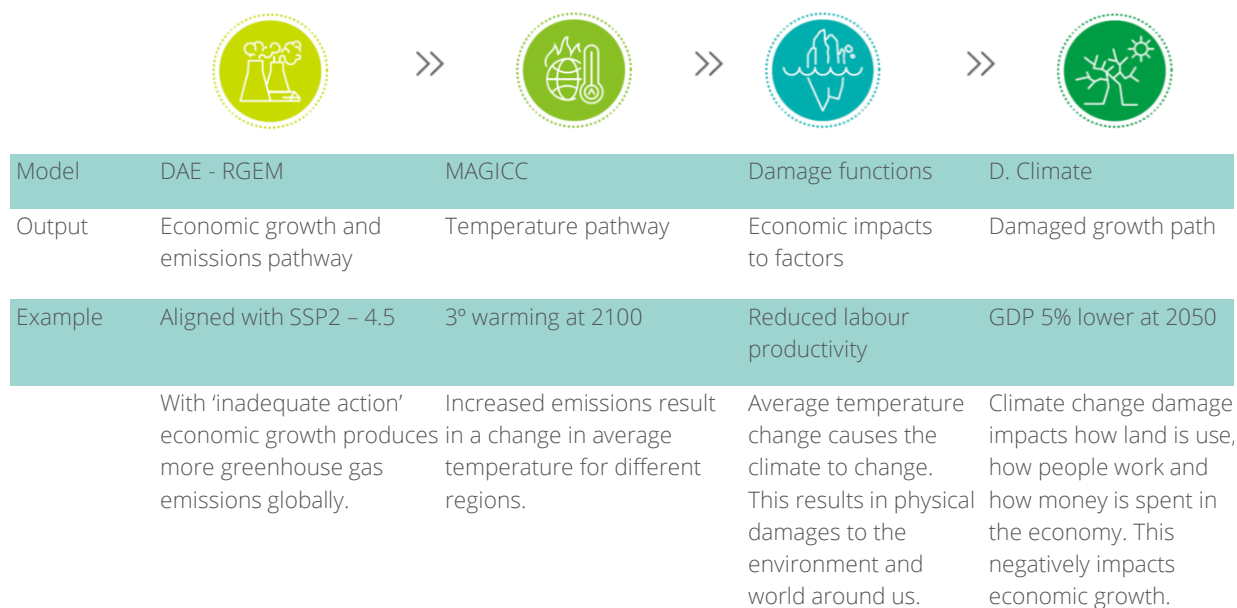 Model DAE - RGEM MAGICC Damage functions D. Climate
Output Economic growth and emissions pathway Temperature pathway Economic impacts to factors Damaged growth path
Example Aligned with SSP2 – 4.5 3º warming at 2100 Reduced labour productivity GDP 5% lower at 2050
With ‘inadequate action’
economic growth produces
more greenhouse gas
emissions globally.
Increased emissions result
in a change in average
temperature for different
regions.
Average temperature
change causes the
climate to change.
This results in physical
damages to the
environment and
world around us.
Climate change damage
impacts how land is use,
how people work and
how money is spent in
the economy. This
negatively impacts
economic growth.